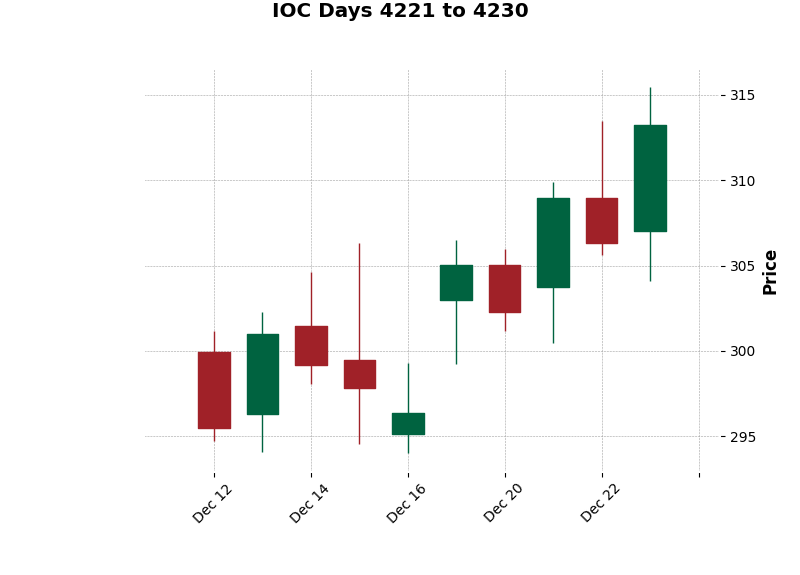 IOC Days 4221 to 4230
315
310
305
300
295
Price
Dec 12
Dec 14
Dec 16
Dec 20
Dec 22